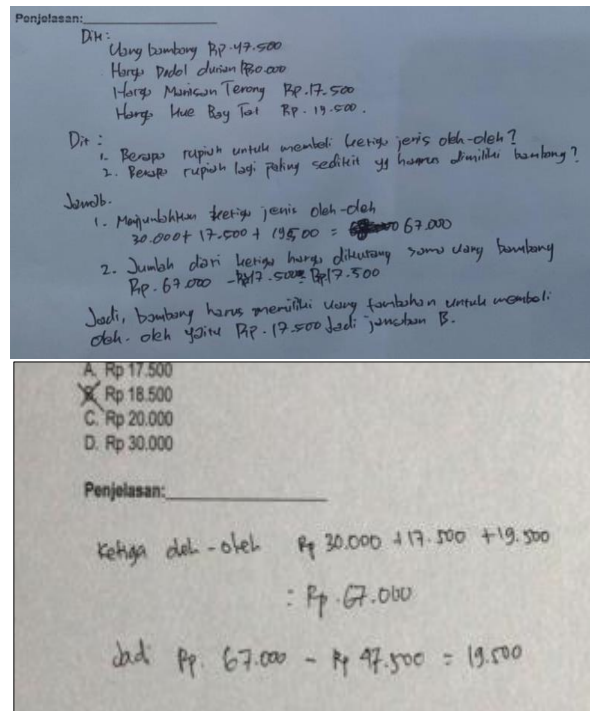 Penjelasan:
Dit:
Uang bambang Rp.47.500
Harga Dodol durian Rp30.000
Harga Manisan Terong Rp.17.500
Harga kue Bay Tat Rp. 19.500.
Dit :
1. Berapa rupiah untuk membeli ketiga jenis oleh-oleh?
2. Berapa rupiah lagi paling sedikit yg harus dimiliki bambang?
Jawab.
1. Menjumlahkan ketiga jenis oleh-oleh
30.000 + 17.500 + 19.500 = 67.000
2. Jumlah dari ketiga harga dikurang sama uang bambang
Rp. 67.000 - 17.500 = Rp17.500
Jadi, bambang harus memiliki uang tambahan untuk membeli
oleh. oleh yaitu Rp. 17.500 Jadi jawaban B.
A. Rp 17.500
B. Rp 18.500
C. Rp 20.000
D. Rp 30.000
Penjelasan:
Ketiga oleh-oleh Rp 30.000 + 17.500 + 19.500
: Rp. 67.000
Jadi Rp. 67.000 - Rp 47.500 = 19.500